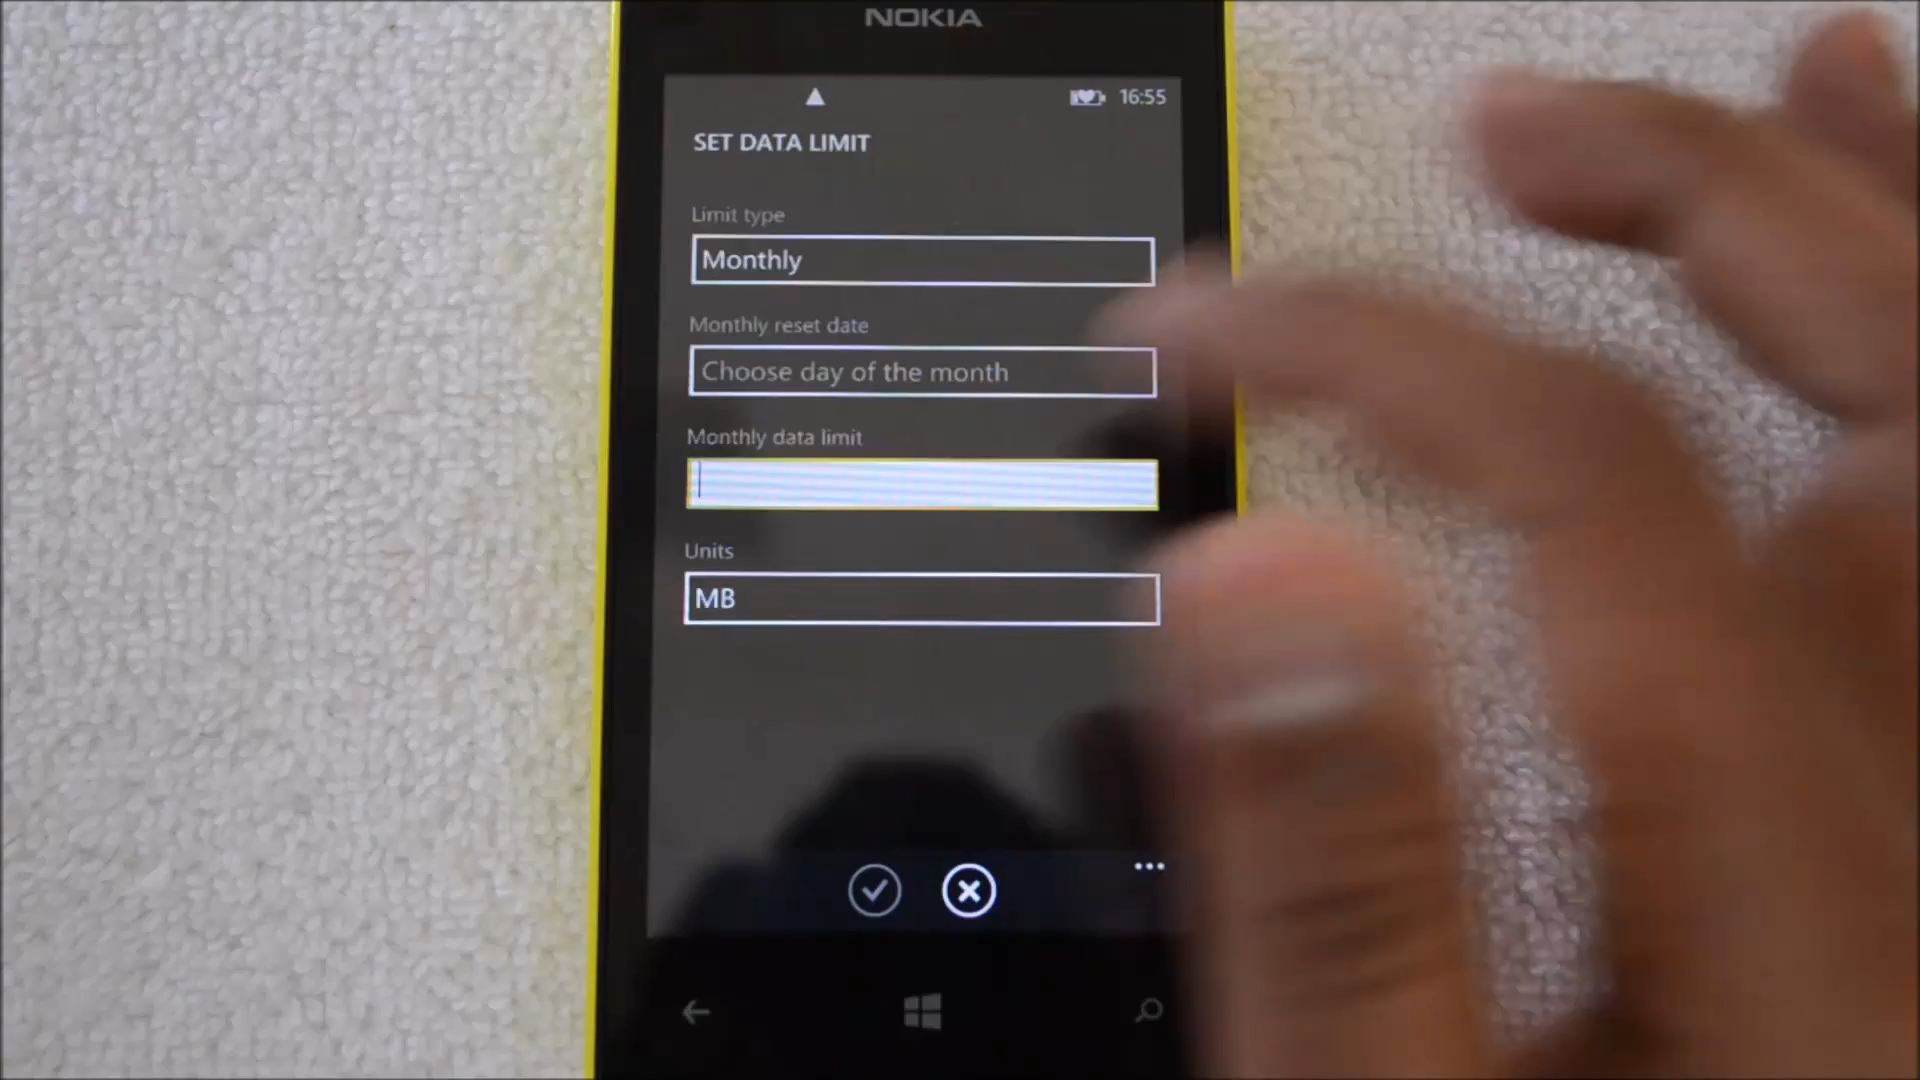 NOKIA
16:55
SET DATA LIMIT
Limit type
Monthly
Monthly reset date
Choose day of the month
Monthly data limit
Units
MB